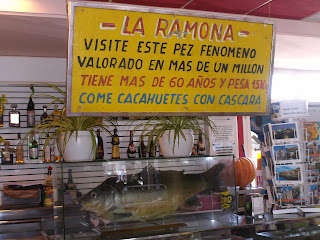 - LA RAMONA -
VISITE ESTE PEZ FENOMENO
VALORADO EN MAS DE UN MILLON
TIENE MAS DE 60 AÑOS Y PESA 15K
COME CACAHUETES CON CASCARA